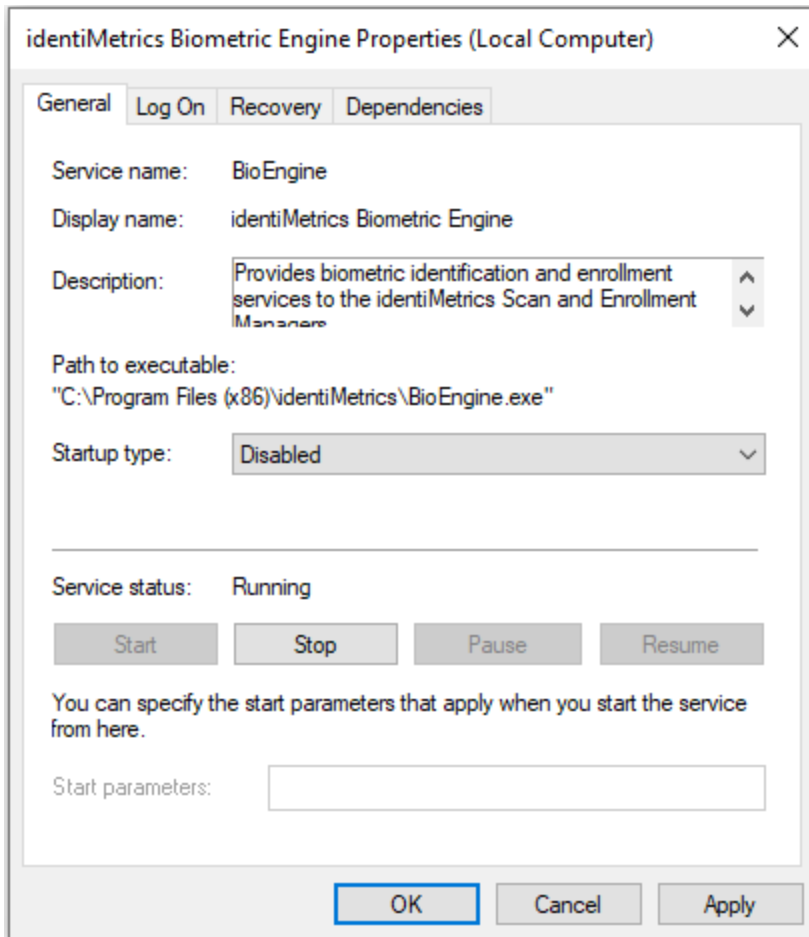 identiMetrics Biometric Engine Properties (Local Computer)
General Log On Recovery Dependencies
Service name: BioEngine
Display name: identiMetrics Biometric Engine
Description: Provides biometric identification and enrollment
services to the identiMetrics Scan and Enrollment
Managers
Path to executable:
"C:\Program Files (x86)\identiMetrics\BioEngine.exe"
Startup type: Disabled
Service status: Running
Start Stop Pause Resume
You can specify the start parameters that apply when you start the service
from here.
Start parameters:
OK Cancel Apply